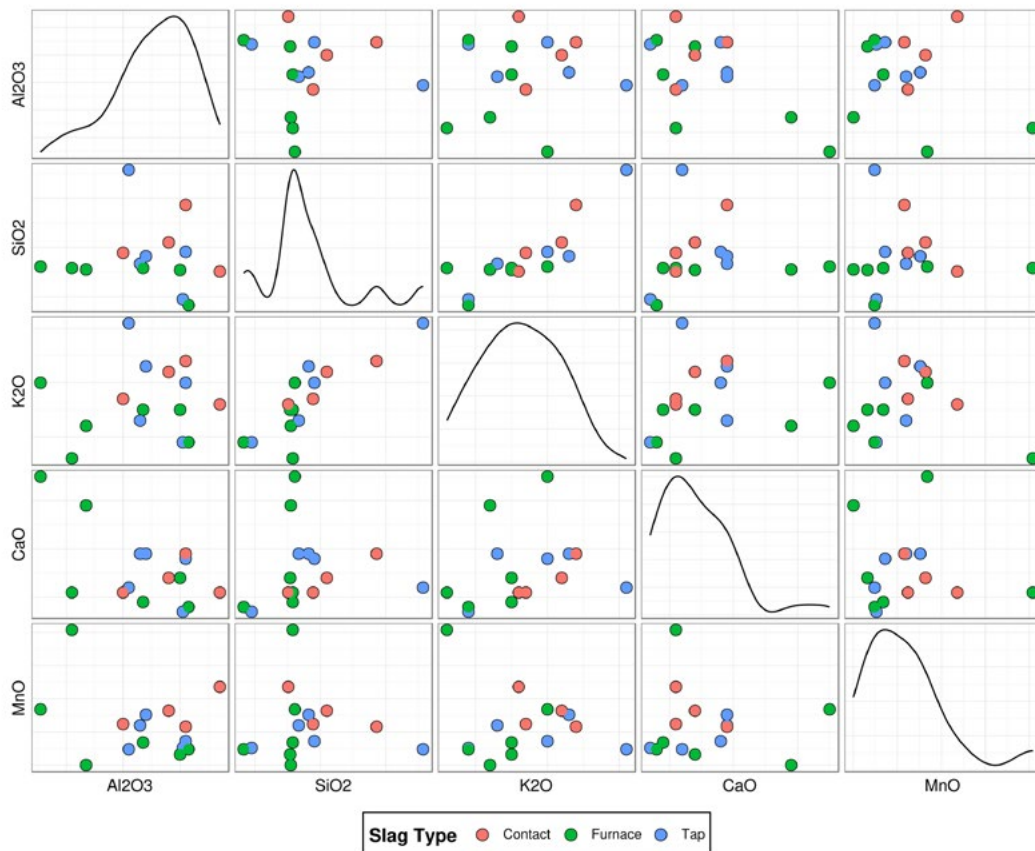 Al2O3
SiO2
K2O
CaO
MnO
Al2O3 SiO2 K2O CaO MnO
Slag Type Contact Furnace Tap